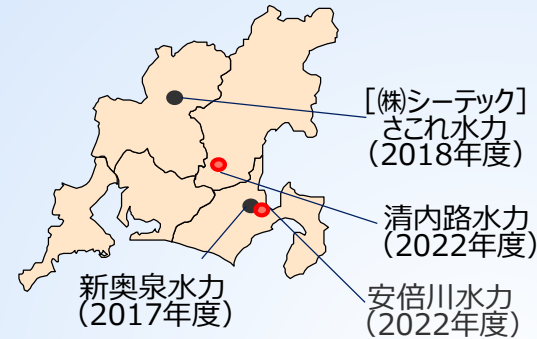 [㈱シーテック]
さこれ水力
(2018年度)
清内路水力
(2022年度)
新奥泉水力
(2017年度)
安倍川水力
(2022年度)